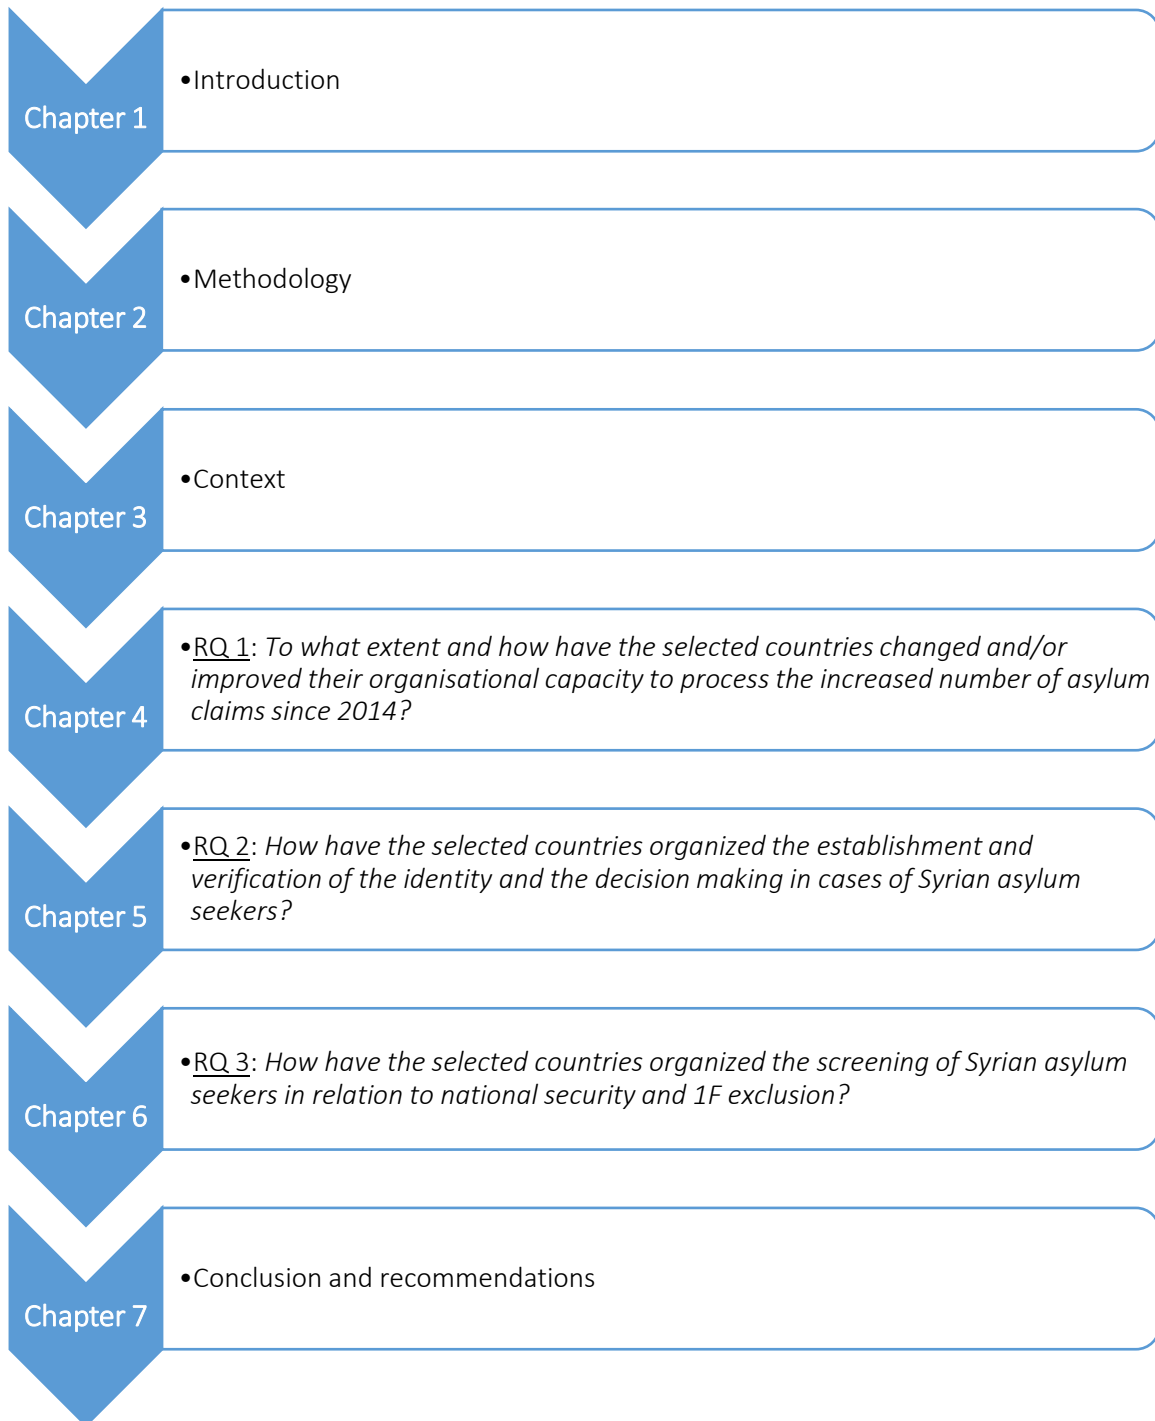 Chapter 1
•Introduction
Chapter 2
•Methodology
Chapter 3
•Context
Chapter 4
•RQ 1: To what extent and how have the selected countries changed and/or
improved their organisational capacity to process the increased number of asylum
claims since 2014?
Chapter 5
•RQ 2: How have the selected countries organized the establishment and
verification of the identity and the decision making in cases of Syrian asylum
seekers?
Chapter 6
•RQ 3: How have the selected countries organized the screening of Syrian asylum
seekers in relation to national security and 1F exclusion?
Chapter 7
•Conclusion and recommendations